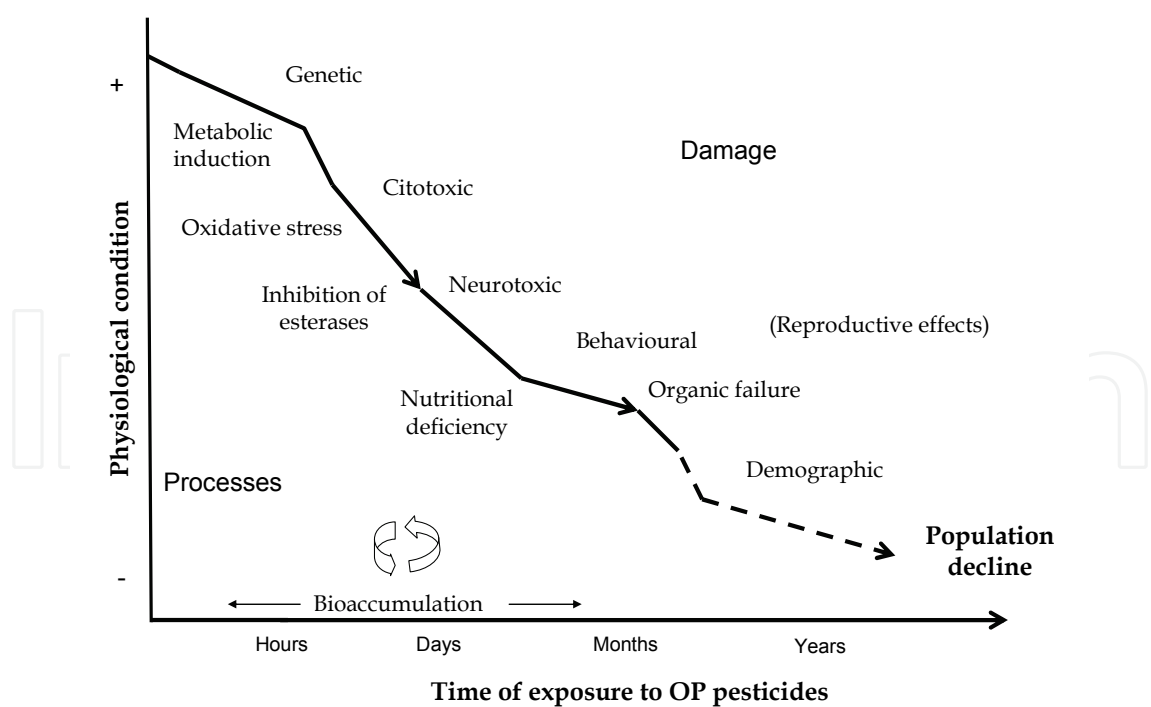 +
Genetic
Metabolic
induction
Damage
Citotoxic
Oxidative stress
Physiological condition
Inhibition of
esterases
Neurotoxic
(Reproductive effects)
Behavioural
Organic failure
Nutritional
deficiency
Demographic
Processes
Population
decline
-
Bioaccumulation
Hours
Days
Months
Years
Time of exposure to OP pesticides